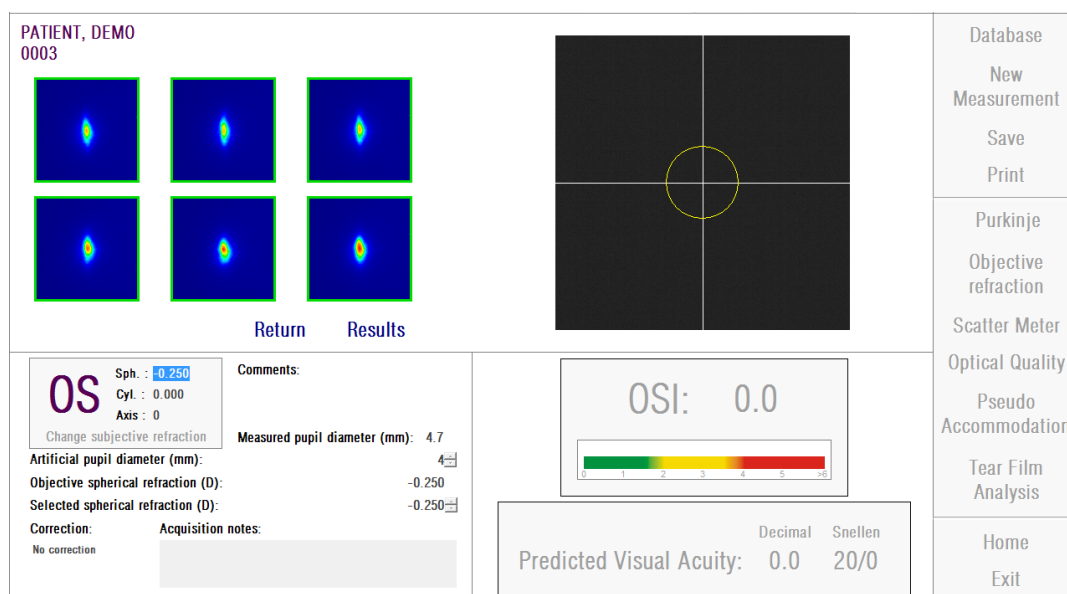 PATIENT, DEMO
0003
Return Results
OS
Sph. : -0.250
Cyl. : 0.000
Axis : 0
Change subjective refraction
Comments:
Measured pupil diameter (mm): 4.7
Artificial pupil diameter (mm): 4
Objective spherical refraction (D): -0.250
Selected spherical refraction (D): -0.250
Correction: Acquisition notes:
No correction
OSI: 0.0
0 1 2 3 4 5 >6
Decimal Snellen
Predicted Visual Acuity: 0.0 20/0
Database
New
Measurement
Save
Print
Purkinje
Objective
refraction
Scatter Meter
Optical Quality
Pseudo
Accommodation
Tear Film
Analysis
Home
Exit